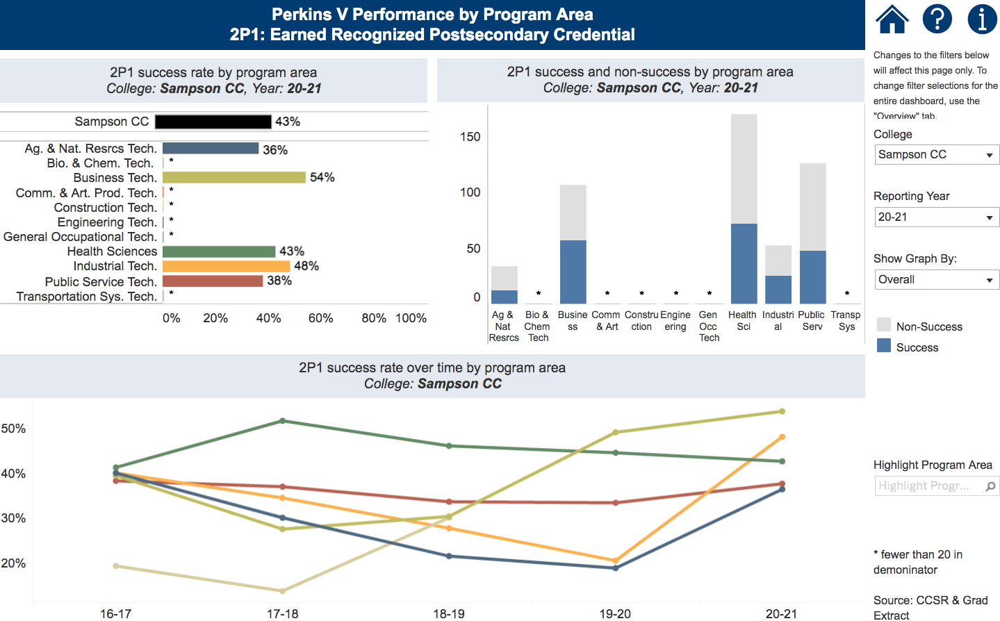 Perkins V Performance by Program Area
2P1: Earned Recognized Postsecondary Credential
2P1 success rate by program area
College: Sampson CC, Year: 20-21
Sampson CC 43%
Ag. & Nat. Resrcs Tech. 36%
Bio. & Chem. Tech. *
Business Tech. 54%
Comm. & Art. Prod. Tech. *
Construction Tech. *
Engineering Tech. *
General Occupational Tech. *
Health Sciences 43%
Industrial Tech. 48%
Public Service Tech. 38%
Transportation Sys. Tech. *
0% 20% 40% 60% 80% 100%
2P1 success and non-success by program area
College: Sampson CC, Year: 20-21
150
100
50
0
* * * * * *
Ag & Bio & Busine Comm Constru Engine Gen Health Industri Public Transp
Nat Chem ss & Art ction ering Occ Sci al Serv Sys
Resrcs Tech Tech
2P1 success rate over time by program area
College: Sampson CC
50%
40%
30%
20%
16-17 17-18 18-19 19-20 20-21
?
i
Changes to the filters below
will affect this page only. To
change filter selections for the
entire dashboard, use the
"Overview" tab.
College
Sampson CC
Reporting Year
20-21
Show Graph By:
Overall
Non-Success
Success
Highlight Program Area
Highlight Progr...
* fewer than 20 in
demoninator
Source: CCSR & Grad
Extract